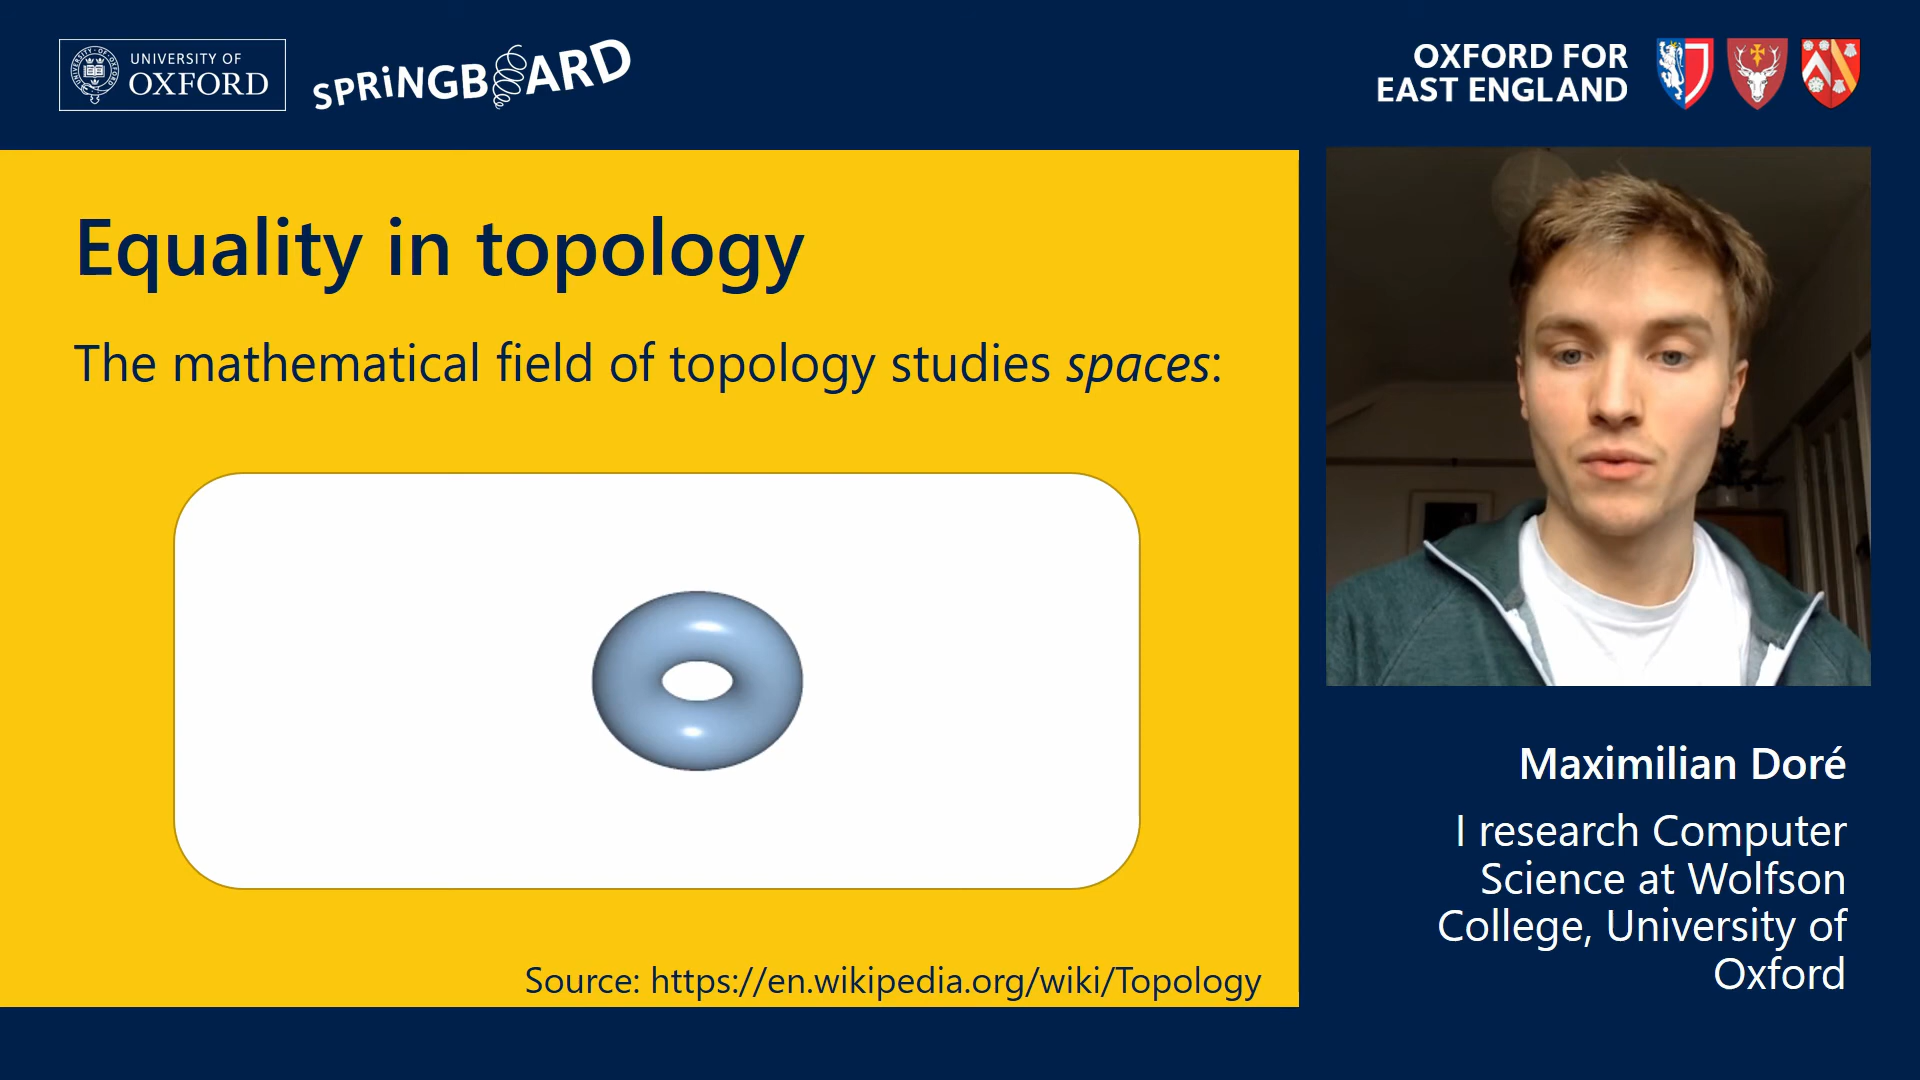 UNIVERSITY OF
OXFORD
SPRiNGBOARD
OXFORD FOR
EAST ENGLAND
Equality in topology
The mathematical field of topology studies spaces:
Source: https://en.wikipedia.org/wiki/Topology
Maximilian Doré
I research Computer
Science at Wolfson
College, University of
Oxford